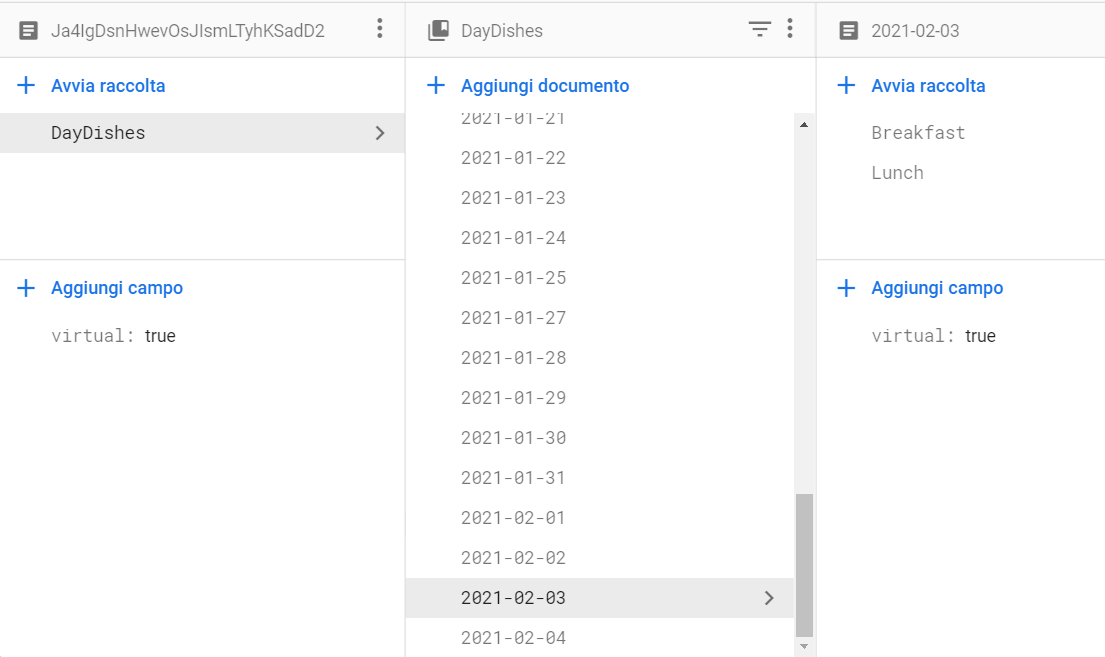 Ja4IgDsnHwevOsJIsmLTyhKSadD2
Avvia raccolta
DayDishes
Aggiungi campo
virtual: true
DayDishes
Aggiungi documento
2021-01-21
2021-01-22
2021-01-23
2021-01-24
2021-01-25
2021-01-27
2021-01-28
2021-01-29
2021-01-30
2021-01-31
2021-02-01
2021-02-02
2021-02-03
2021-02-04
2021-02-03
Avvia raccolta
Breakfast
Lunch
Aggiungi campo
virtual: true